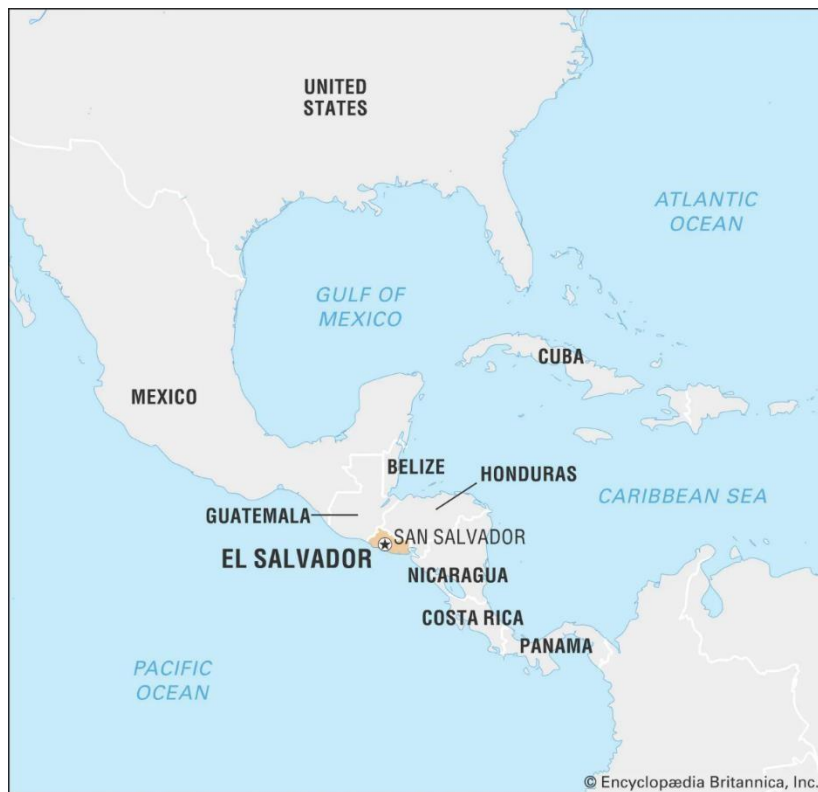 UNITED
STATES
ATLANTIC
OCEAN
GULF OF
MEXICO
CUBA
MEXICO
BELIZE
HONDURAS
CARIBBEAN SEA
GUATEMALA
SAN SALVADOR
EL SALVADOR
NICARAGUA
COSTA RICA
PANAMA
PACIFIC
OCEAN
© Encyclopædia Britannica, Inc.